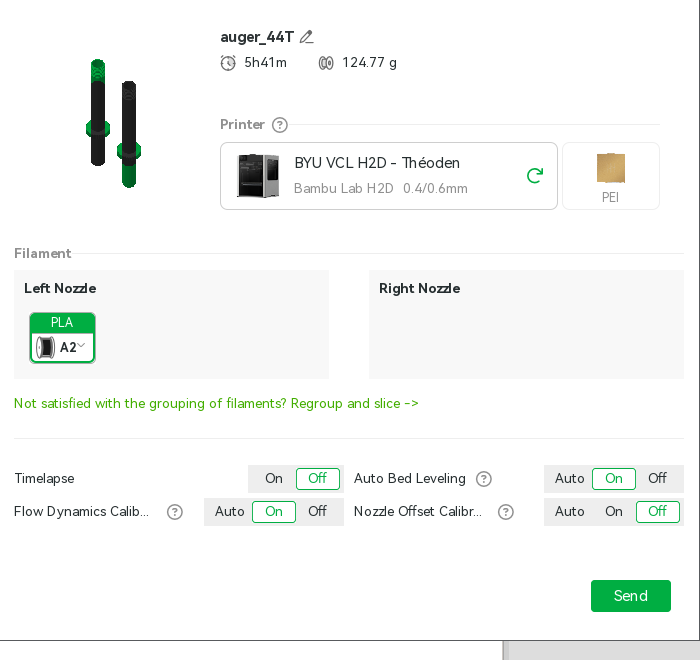 auger_44T
5h41m 124.77 g
Printer ?
BYU VCL H2D - Théoden
Bambu Lab H2D 0.4/0.6mm
PEI
Filament
Left Nozzle Right Nozzle
PLA
A2
Not satisfied with the grouping of filaments? Regroup and slice ->
Timelapse On Off Auto Bed Leveling ? Auto On Off
Flow Dynamics Calib... ? Auto On Off Nozzle Offset Calibr... ? Auto On Off
Send